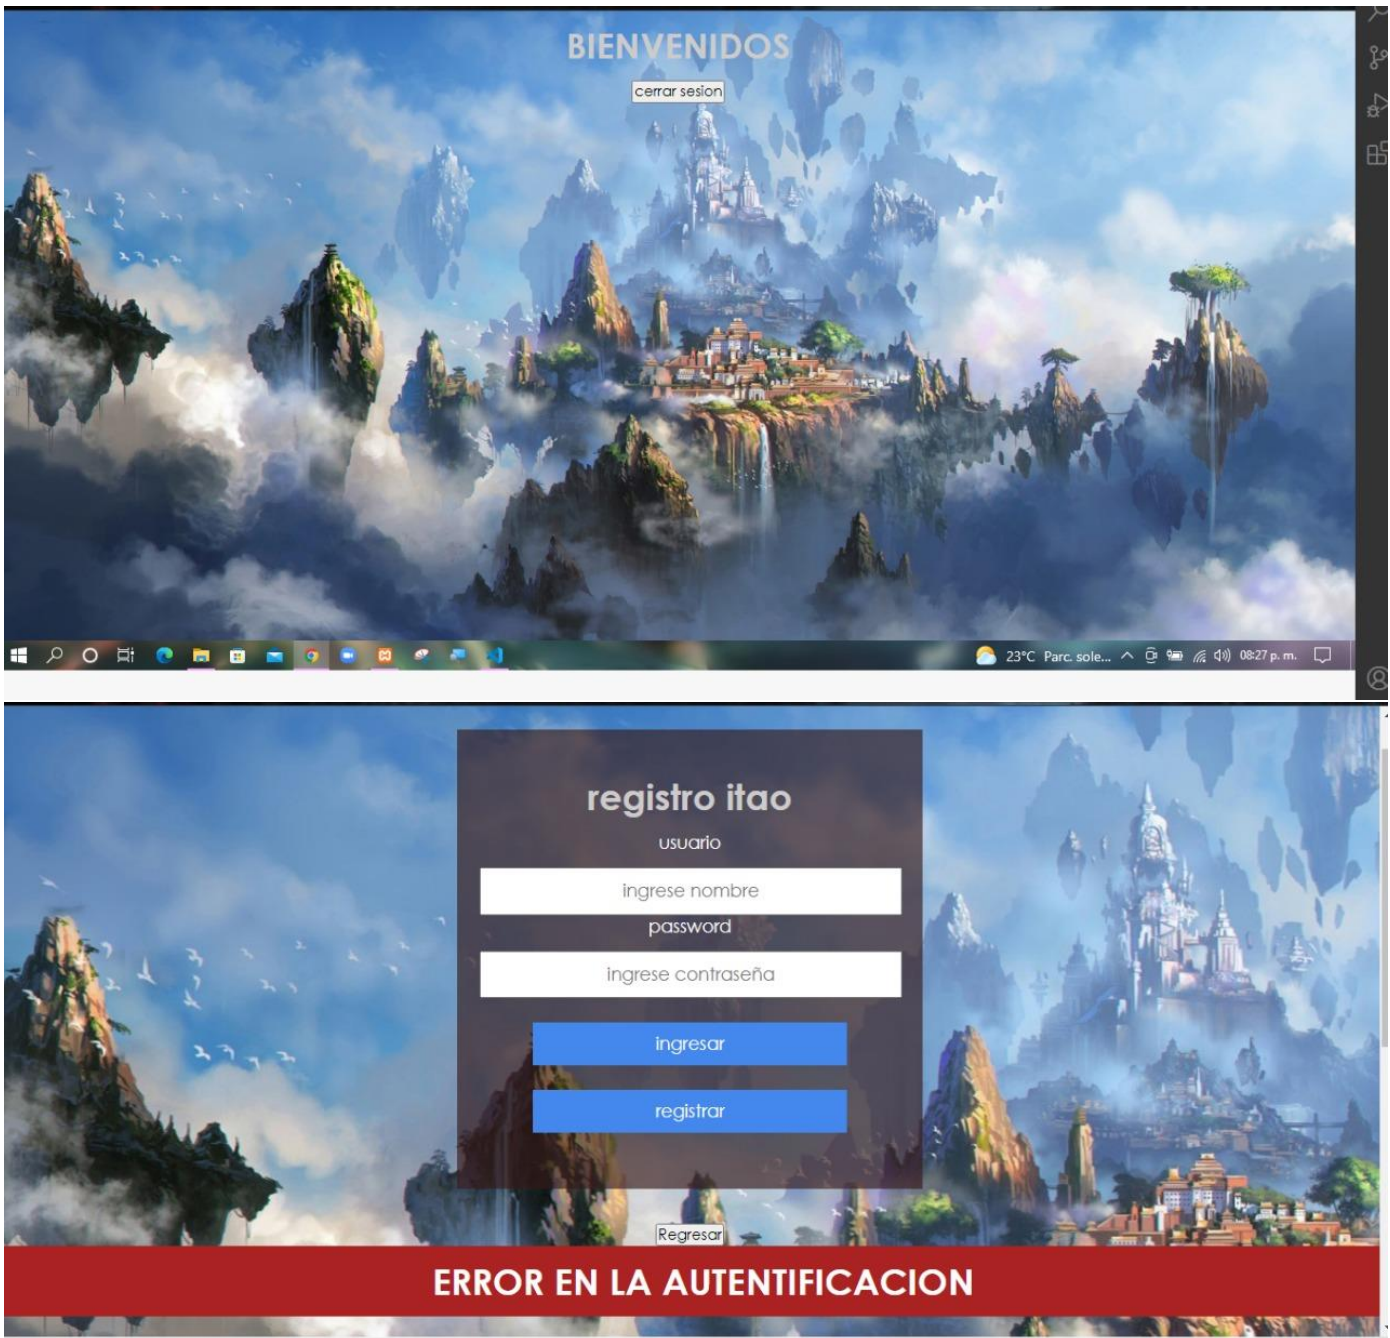 BIENVENIDOS
cerrar sesion
23°C Parc. sole... 08:27 p. m.
registro itao
usuario
ingrese nombre
password
ingrese contraseña
ingresar
registrar
Regresar
ERROR EN LA AUTENTIFICACION